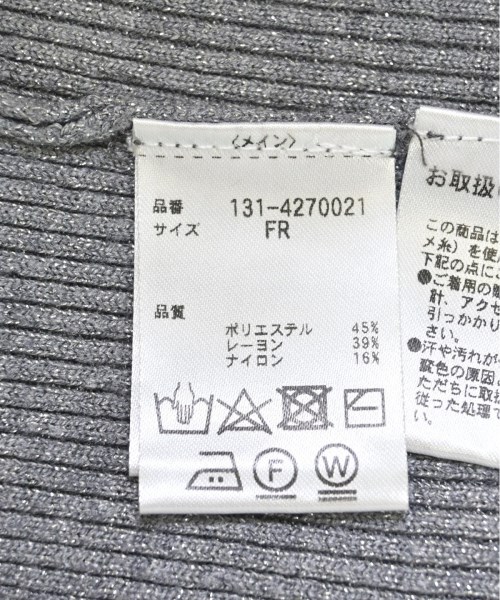 〈メイン〉
品番 131-4270021
サイズ FR
品質
ポリエステル 45%
レーヨン 39%
ナイロン 16%
F W
お取扱い
この商品は
メ糸)を使
下記の点にご
●ご着用の際
計、アクセ
引っかかり
さい。
●汗や汚れが
変色の原因
ただちに取扱
従った処理
い。